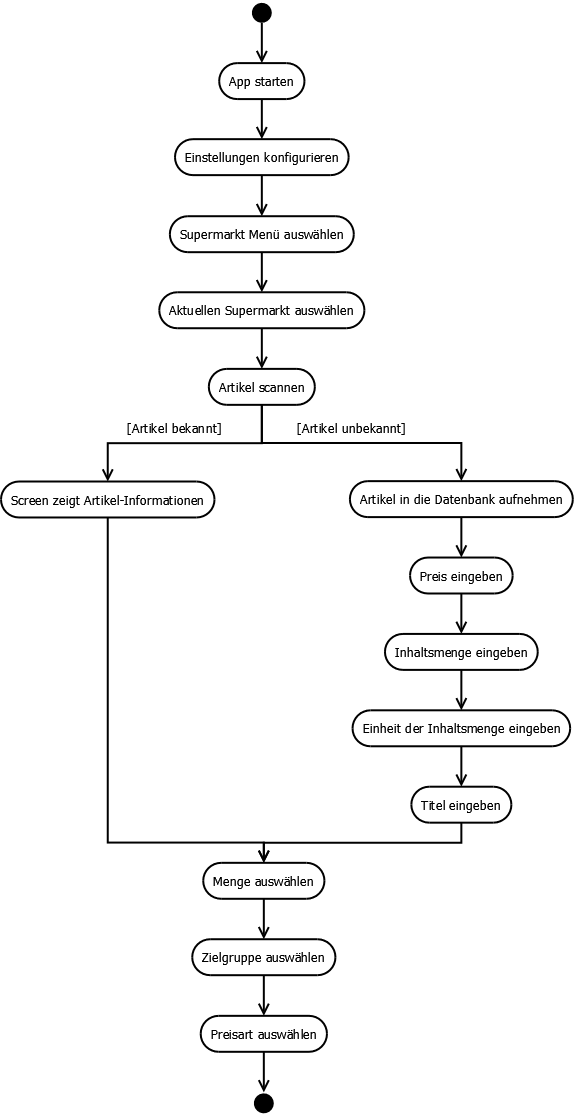 App starten
Einstellungen konfigurieren
Supermarkt Menü auswählen
Aktuellen Supermarkt auswählen
Artikel scannen
[Artikel bekannt]
[Artikel unbekannt]
Screen zeigt Artikel-Informationen
Artikel in die Datenbank aufnehmen
Preis eingeben
Inhaltsmenge eingeben
Einheit der Inhaltsmenge eingeben
Titel eingeben
Menge auswählen
Zielgruppe auswählen
Preisart auswählen